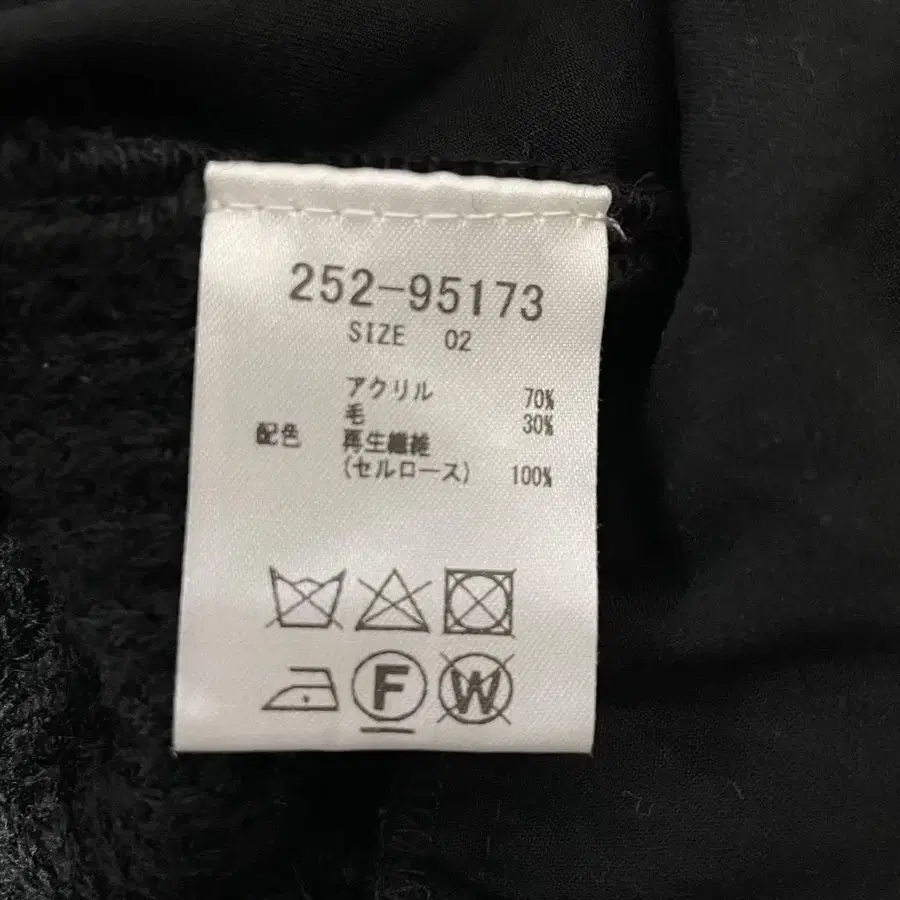 252-95173
SIZE 02
アクリル 70%
毛 30%
配色 再生繊維
(セルロース) 100%
F
W